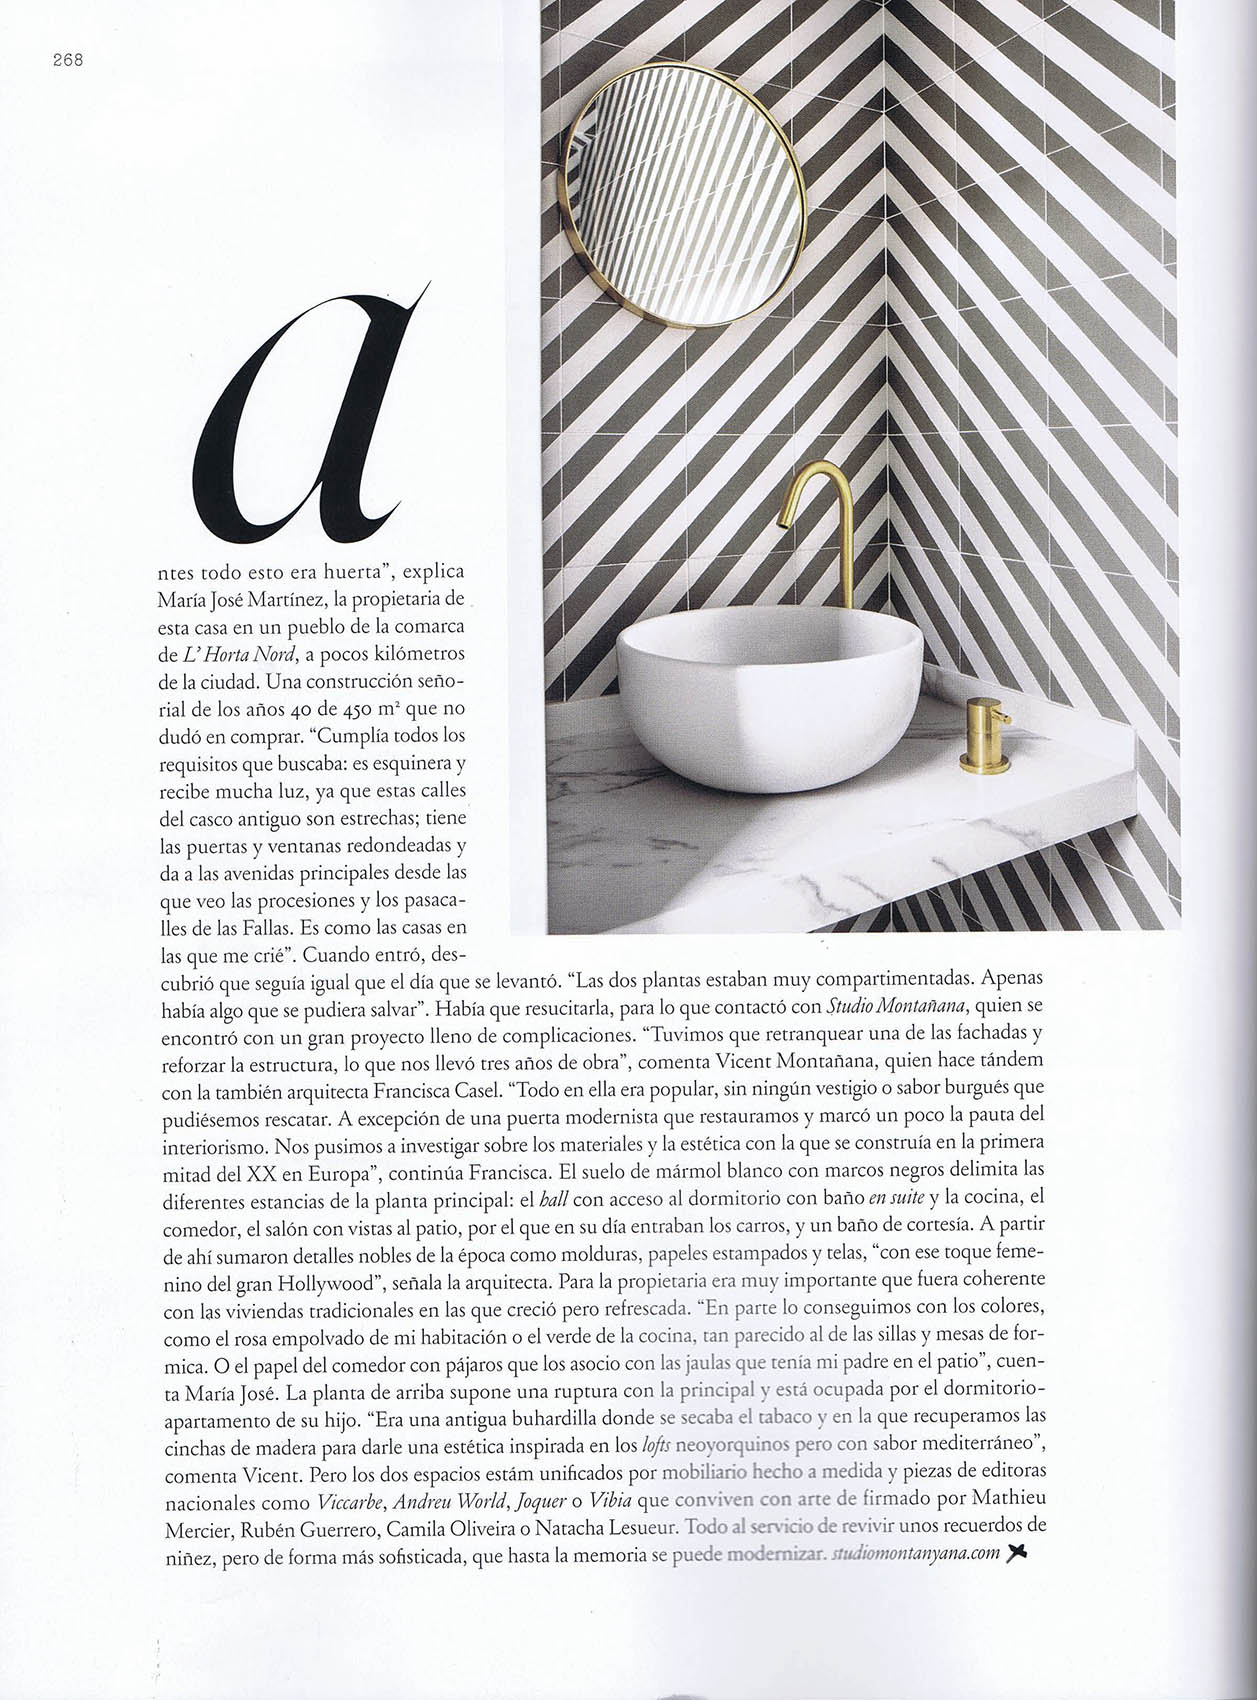 268
a
ntes todo esto era huerta”, explica
María José Martínez, la propietaria de
esta casa en un pueblo de la comarca
de L’Horta Nord, a pocos kilómetros
de la ciudad. Una construcción seño-
rial de los años 40 de 450 m² que no
dudó en comprar. “Cumplía todos los
requisitos que buscaba: es esquinera y
recibe mucha luz, ya que estas calles
del casco antiguo son estrechas; tiene
las puertas y ventanas redondeadas y
da a las avenidas principales desde las
que veo las procesiones y los pasaca-
lles de las Fallas. Es como las casas en
las que me crié”. Cuando entró, des-
cubrió que seguía igual que el día que se levantó. “Las dos plantas estaban muy compartimentadas. Apenas
había algo que se pudiera salvar”. Había que resucitarla, para lo que contactó con Studio Montañana, quien se
encontró con un gran proyecto lleno de complicaciones. “Tuvimos que retranquear una de las fachadas y
reforzar la estructura, lo que nos llevó tres años de obra”, comenta Vicent Montañana, quien hace tándem
con la también arquitecta Francisca Casel. “Todo en ella era popular, sin ningún vestigio o sabor burgués que
pudiésemos rescatar. A excepción de una puerta modernista que restauramos y marcó un poco la pauta del
interiorismo. Nos pusimos a investigar sobre los materiales y la estética con la que se construía en la primera
mitad del XX en Europa”, continúa Francisca. El suelo de mármol blanco con marcos negros delimita las
diferentes estancias de la planta principal: el hall con acceso al dormitorio con baño en suite y la cocina, el
comedor, el salón con vistas al patio, por el que en su día entraban los carros, y un baño de cortesía. A partir
de ahí sumaron detalles nobles de la época como molduras, papeles estampados y telas, “con ese toque feme-
nino del gran Hollywood”, señala la arquitecta. Para la propietaria era muy importante que fuera coherente
con las viviendas tradicionales en las que creció pero refrescada. “En parte lo conseguimos con los colores,
como el rosa empolvado de mi habitación o el verde de la cocina, tan parecido al de las sillas y mesas de for-
mica. O el papel del comedor con pájaros que los asocio con las jaulas que tenía mi padre en el patio”, cuen-
ta María José. La planta de arriba supone una ruptura con la principal y está ocupada por el dormitorio-
apartamento de su hijo. “Era una antigua buhardilla donde se secaba el tabaco y en la que recuperamos las
cinchas de madera para darle una estética inspirada en los lofts neoyorquinos pero con sabor mediterráneo”,
comenta Vicent. Pero los dos espacios estám unificados por mobiliario hecho a medida y piezas de editoras
nacionales como Viccarbe, Andreu World, Joquer o Vibia que conviven con arte de firmado por Mathieu
Mercier, Rubén Guerrero, Camila Oliveira o Natacha Lesueur. Todo al servicio de revivir unos recuerdos de
niñez, pero de forma más sofisticada, que hasta la memoria se puede modernizar. studiomontanyana.com